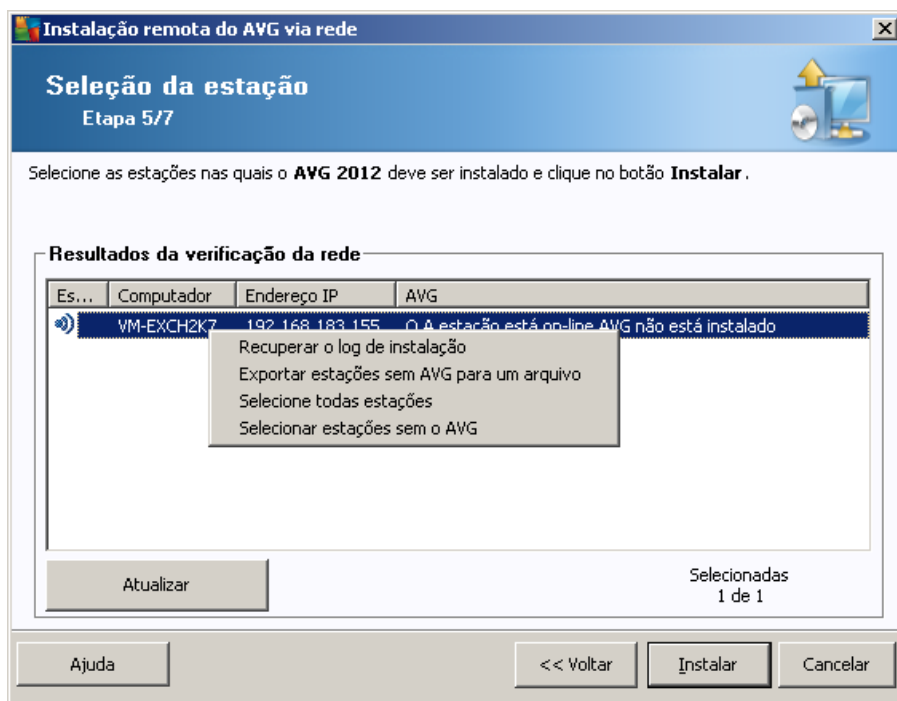 Instalação remota do AVG via rede
Seleção da estação
Etapa 5/7
Selecione as estações nas quais o AVG 2012 deve ser instalado e clique no botão Instalar.
Resultados da verificação da rede
Es... Computador Endereço IP AVG
VM-EXCH2K7 192.168.183.155 O A estação está on-line AVG não está instalado
Recuperar o log de instalação
Exportar estações sem AVG para um arquivo
Selecione todas estações
Selecionar estações sem o AVG
Atualizar
Selecionadas
1 de 1
Ajuda << Voltar Instalar Cancelar